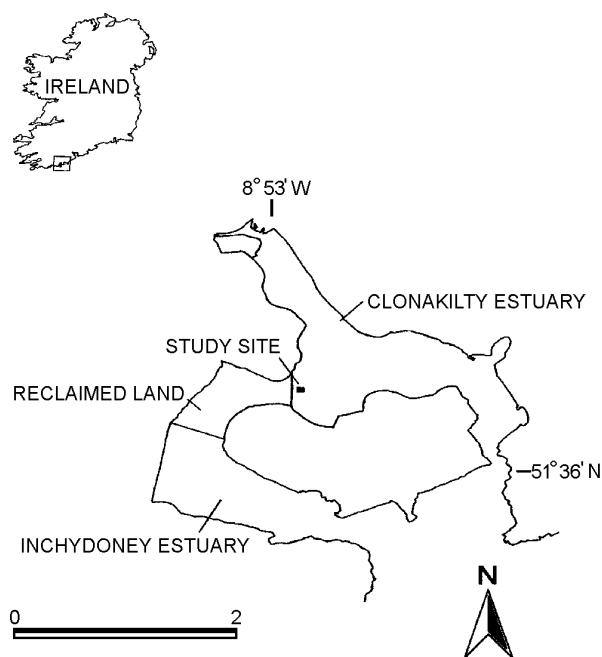 IRELAND
8°53' W
CLONAKILTY ESTUARY
STUDY SITE
RECLAIMED LAND
51°36' N
INCHYDONEY ESTUARY
N
0 2